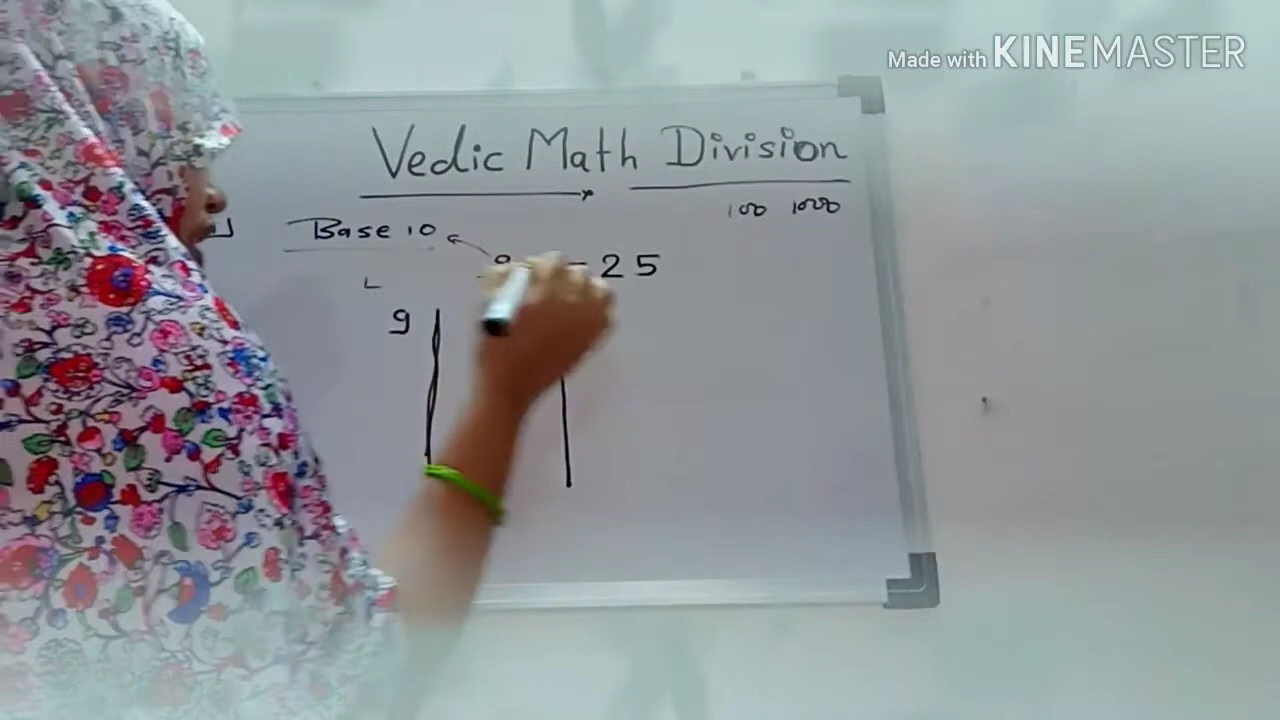 Made with KINEMASTER
Vedic Math Division
100 1000
Base 10
25
9